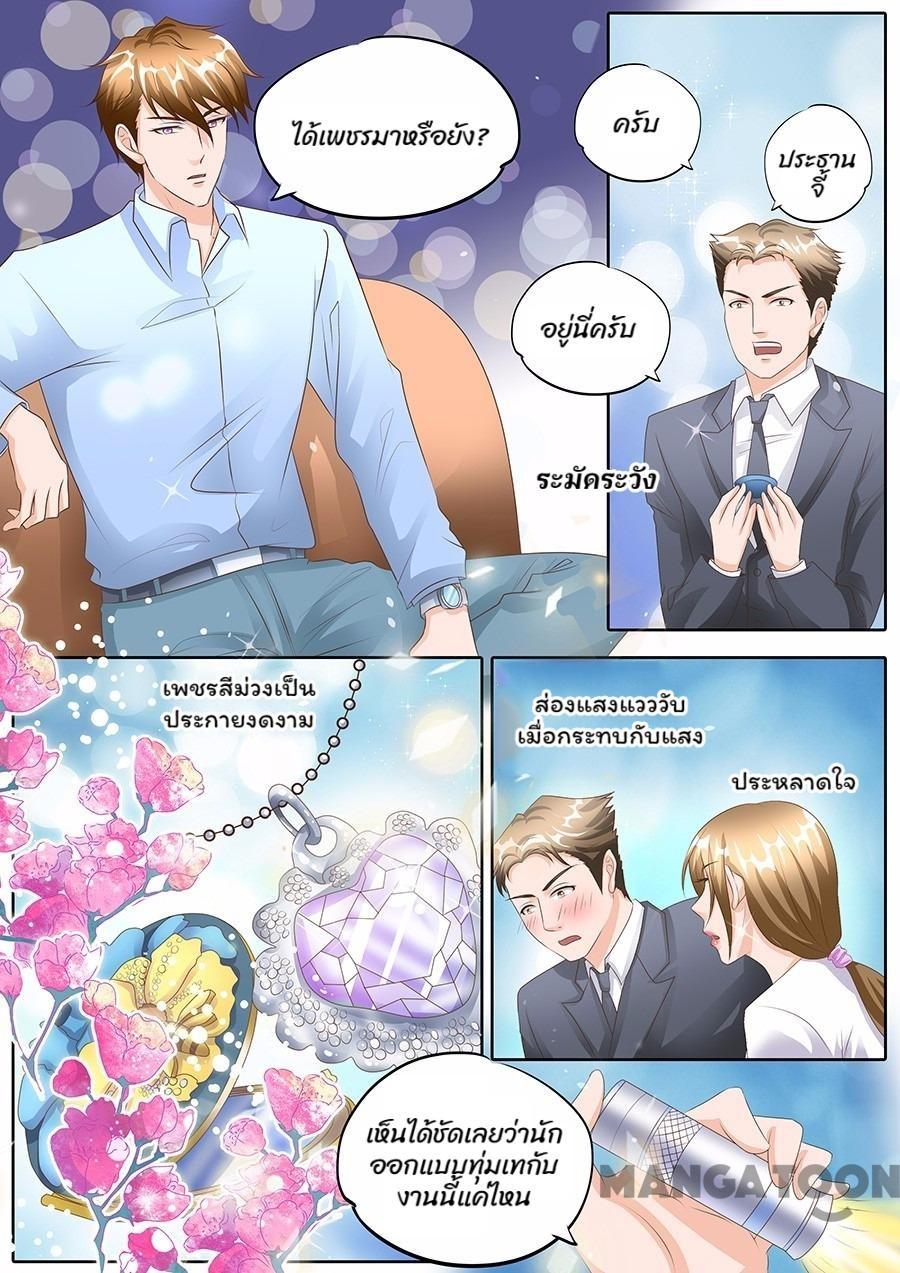 ได้เพชรมาหรือยัง?
ครับ
ประธาน
จี้
อยู่นี่ครับ
ระมัดระวัง
เพชรสีม่วงเป็น
ประกายงดงาม
ส่องแสงแวววับ
เมื่อกระทบกับแสง
ประหลาดใจ
เห็นได้ชัดเลยว่านัก
ออกแบบทุ่มเทกับ
งานนี้แค่ไหน
MANGATOON